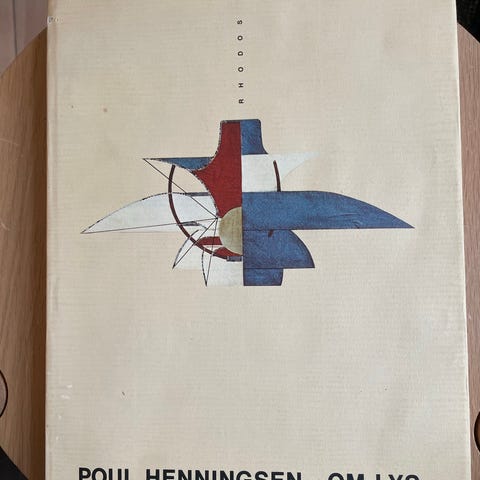 RHODOS
POUL HENNINGSEN OM LYS